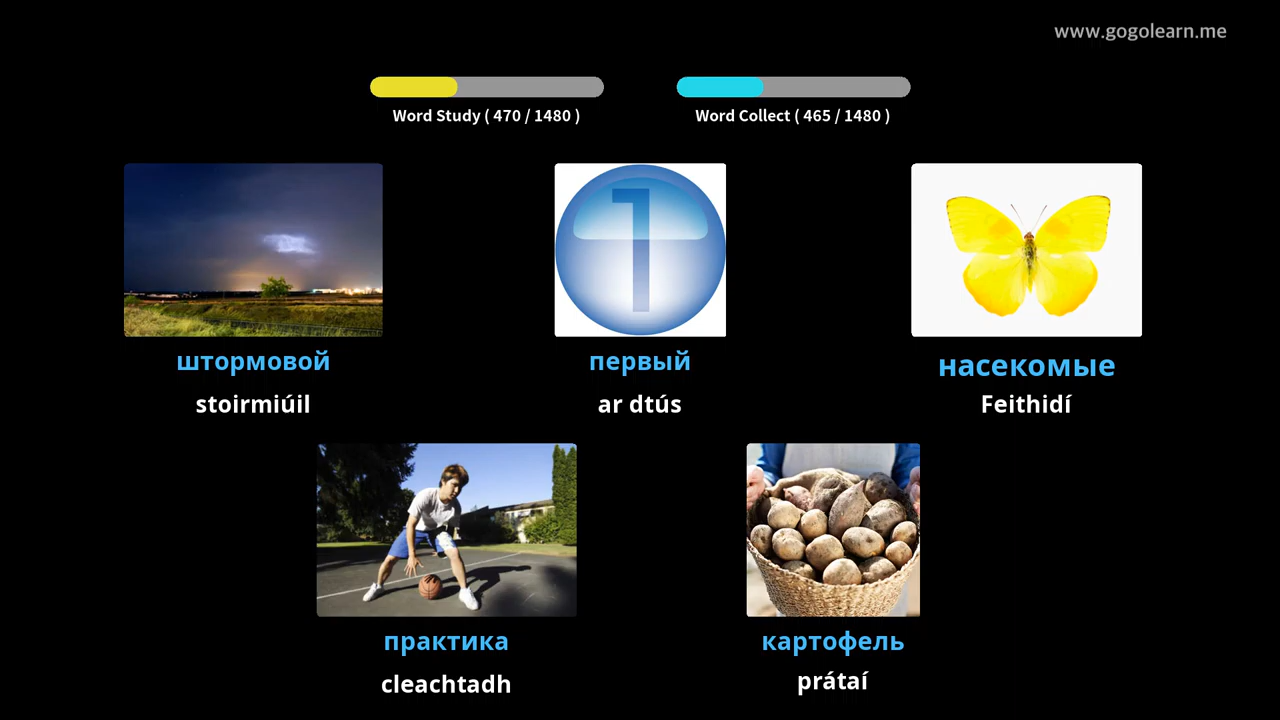 www.gogolearn.me
Word Study ( 470 / 1480 )
Word Collect ( 465 / 1480 )
1
штормовой
stoirmiúil
первый
ar dtús
насекомые
Feithidí
практика
cleachtadh
картофель
prátaí